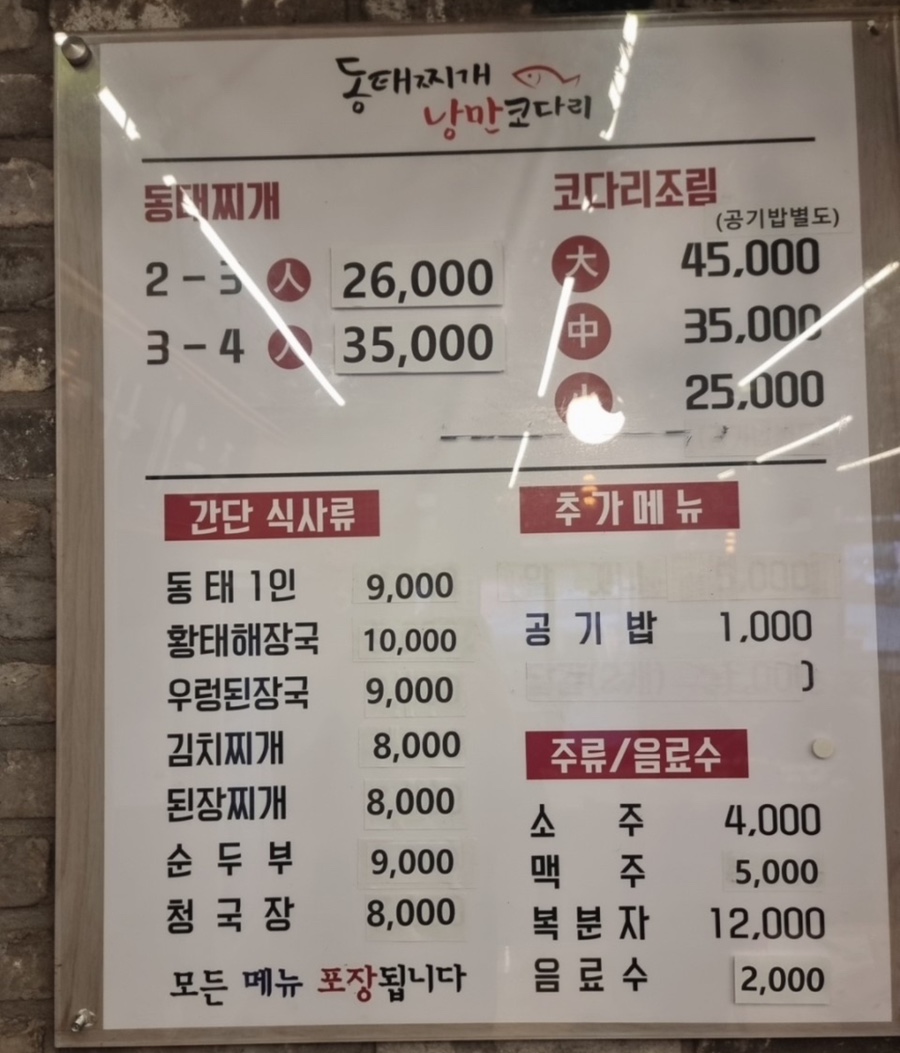 동태찌개
낭만코다리
동태찌개
2-3 人 26,000
3-4 人 35,000
코다리조림
(공기밥별도)
大 45,000
中 35,000
25,000
간단 식사류
동태 1인 9,000
황태해장국 10,000
우렁된장국 9,000
김치찌개 8,000
된장찌개 8,000
순두부 9,000
청국장 8,000
모든 메뉴 포장됩니다
추가메뉴
공기밥 1,000
주류/음료수
소주 4,000
맥주 5,000
복분자 12,000
음료수 2,000